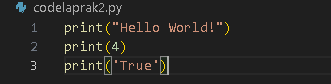 codelaprak2.py
1 print("Hello World!")
2 print(4)
3 print('True')